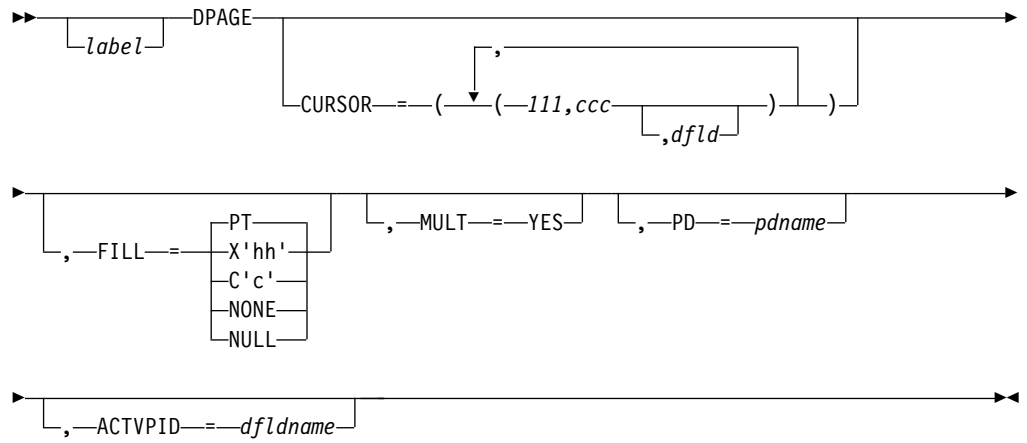 label DPAGE
,
CURSOR = ( ( 111,ccc ) )
,dfld
PT
, FILL = X'hh' , MULT = YES , PD = pdname
C'c'
NONE
NULL
, ACTVPID = dfldname